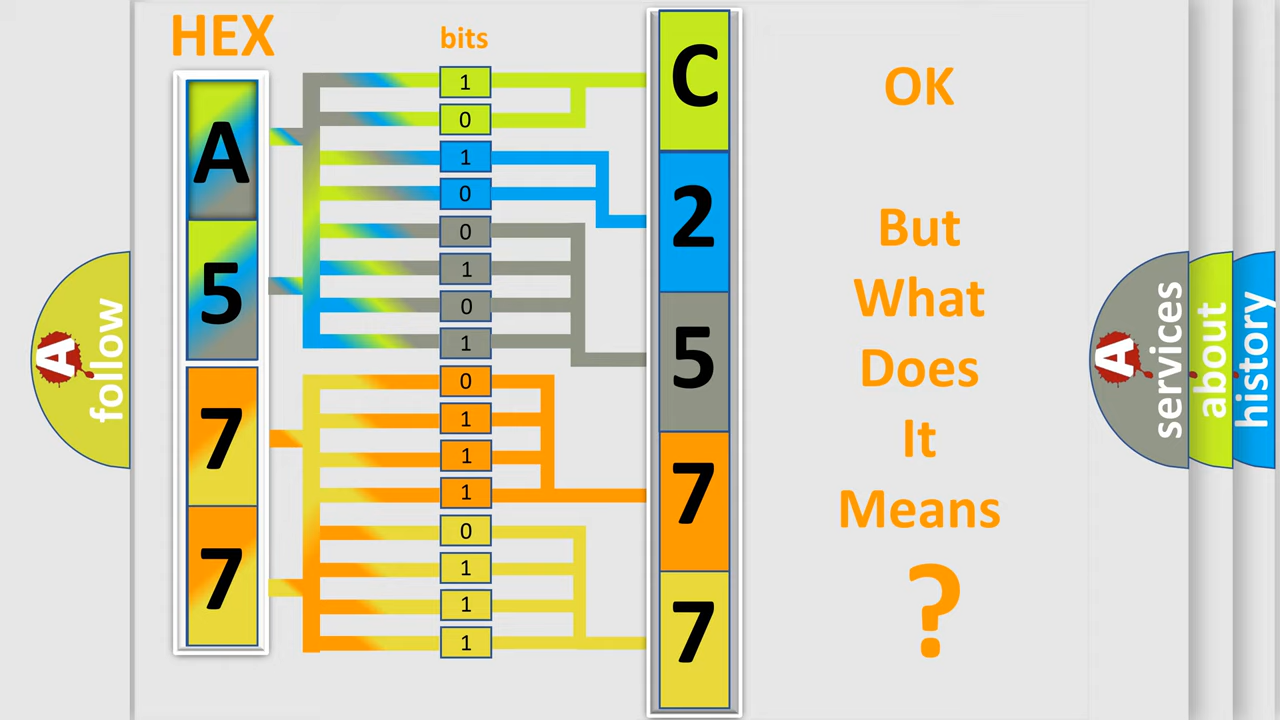 HEX
bits
A
5
7
7
1
0
1
0
0
1
0
1
0
1
1
1
0
1
1
1
C
2
5
7
7
OK
But
What
Does
It
Means
?
A
follow
A
services
about
history